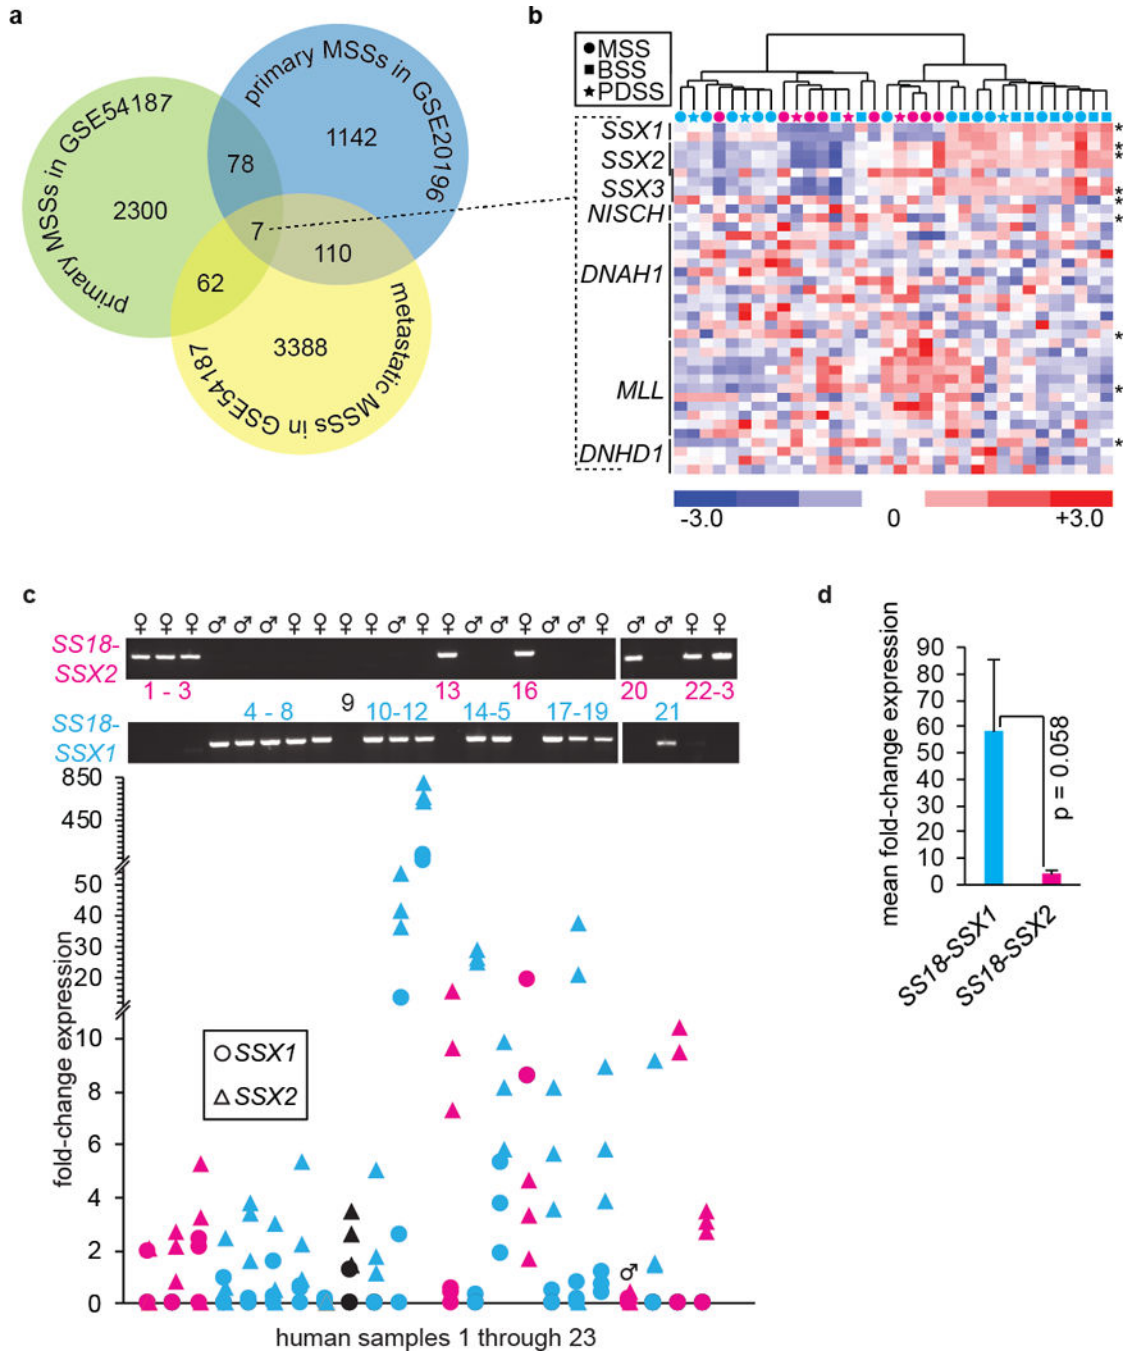 a
primary MSSs in GSE54187
primary MSSs in GSE20196
metastatic MSSs in GSE54187
1142
78
2300
7
110
62
3388
b
MSS
BSS
PDSS
SSX1
SSX2
SSX3
NISCH
DNAH1
MLL
DNHD1
*
*
*
*
*
*
*
*
*
-3.0 0 +3.0
c
♀ ♀ ♀ ♂ ♂ ♂ ♀ ♀ ♀ ♀ ♂ ♀ ♀ ♂ ♂ ♀ ♂ ♂ ♀ ♂ ♂ ♀ ♀
SS18-
SSX2
1 - 3 9 13 16 20 22-3
4 - 8 10-12 14-5 17-19 21
SS18-
SSX1
850
450
50
40
30
20
10
8
6
4
2
0
fold-change expression
SSX1
SSX2
♂
human samples 1 through 23
d
mean fold-change expression
90
80
70
60
50
40
30
20
10
0
p = 0.058
SS18-SSX1
SS18-SSX2